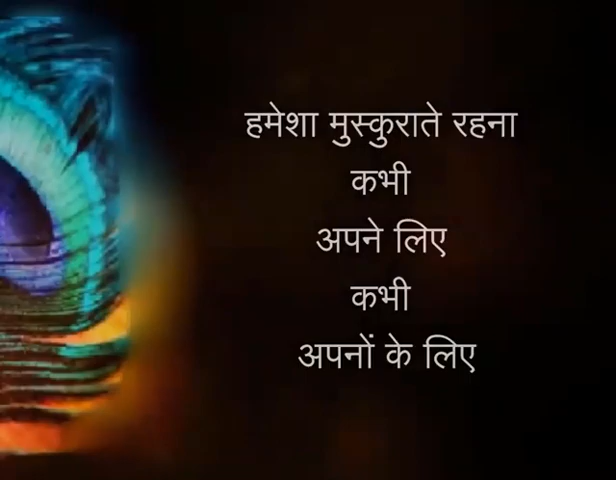 हमेशा मुस्कुराते रहना
कभी
अपने लिए
कभी
अपनों के लिए